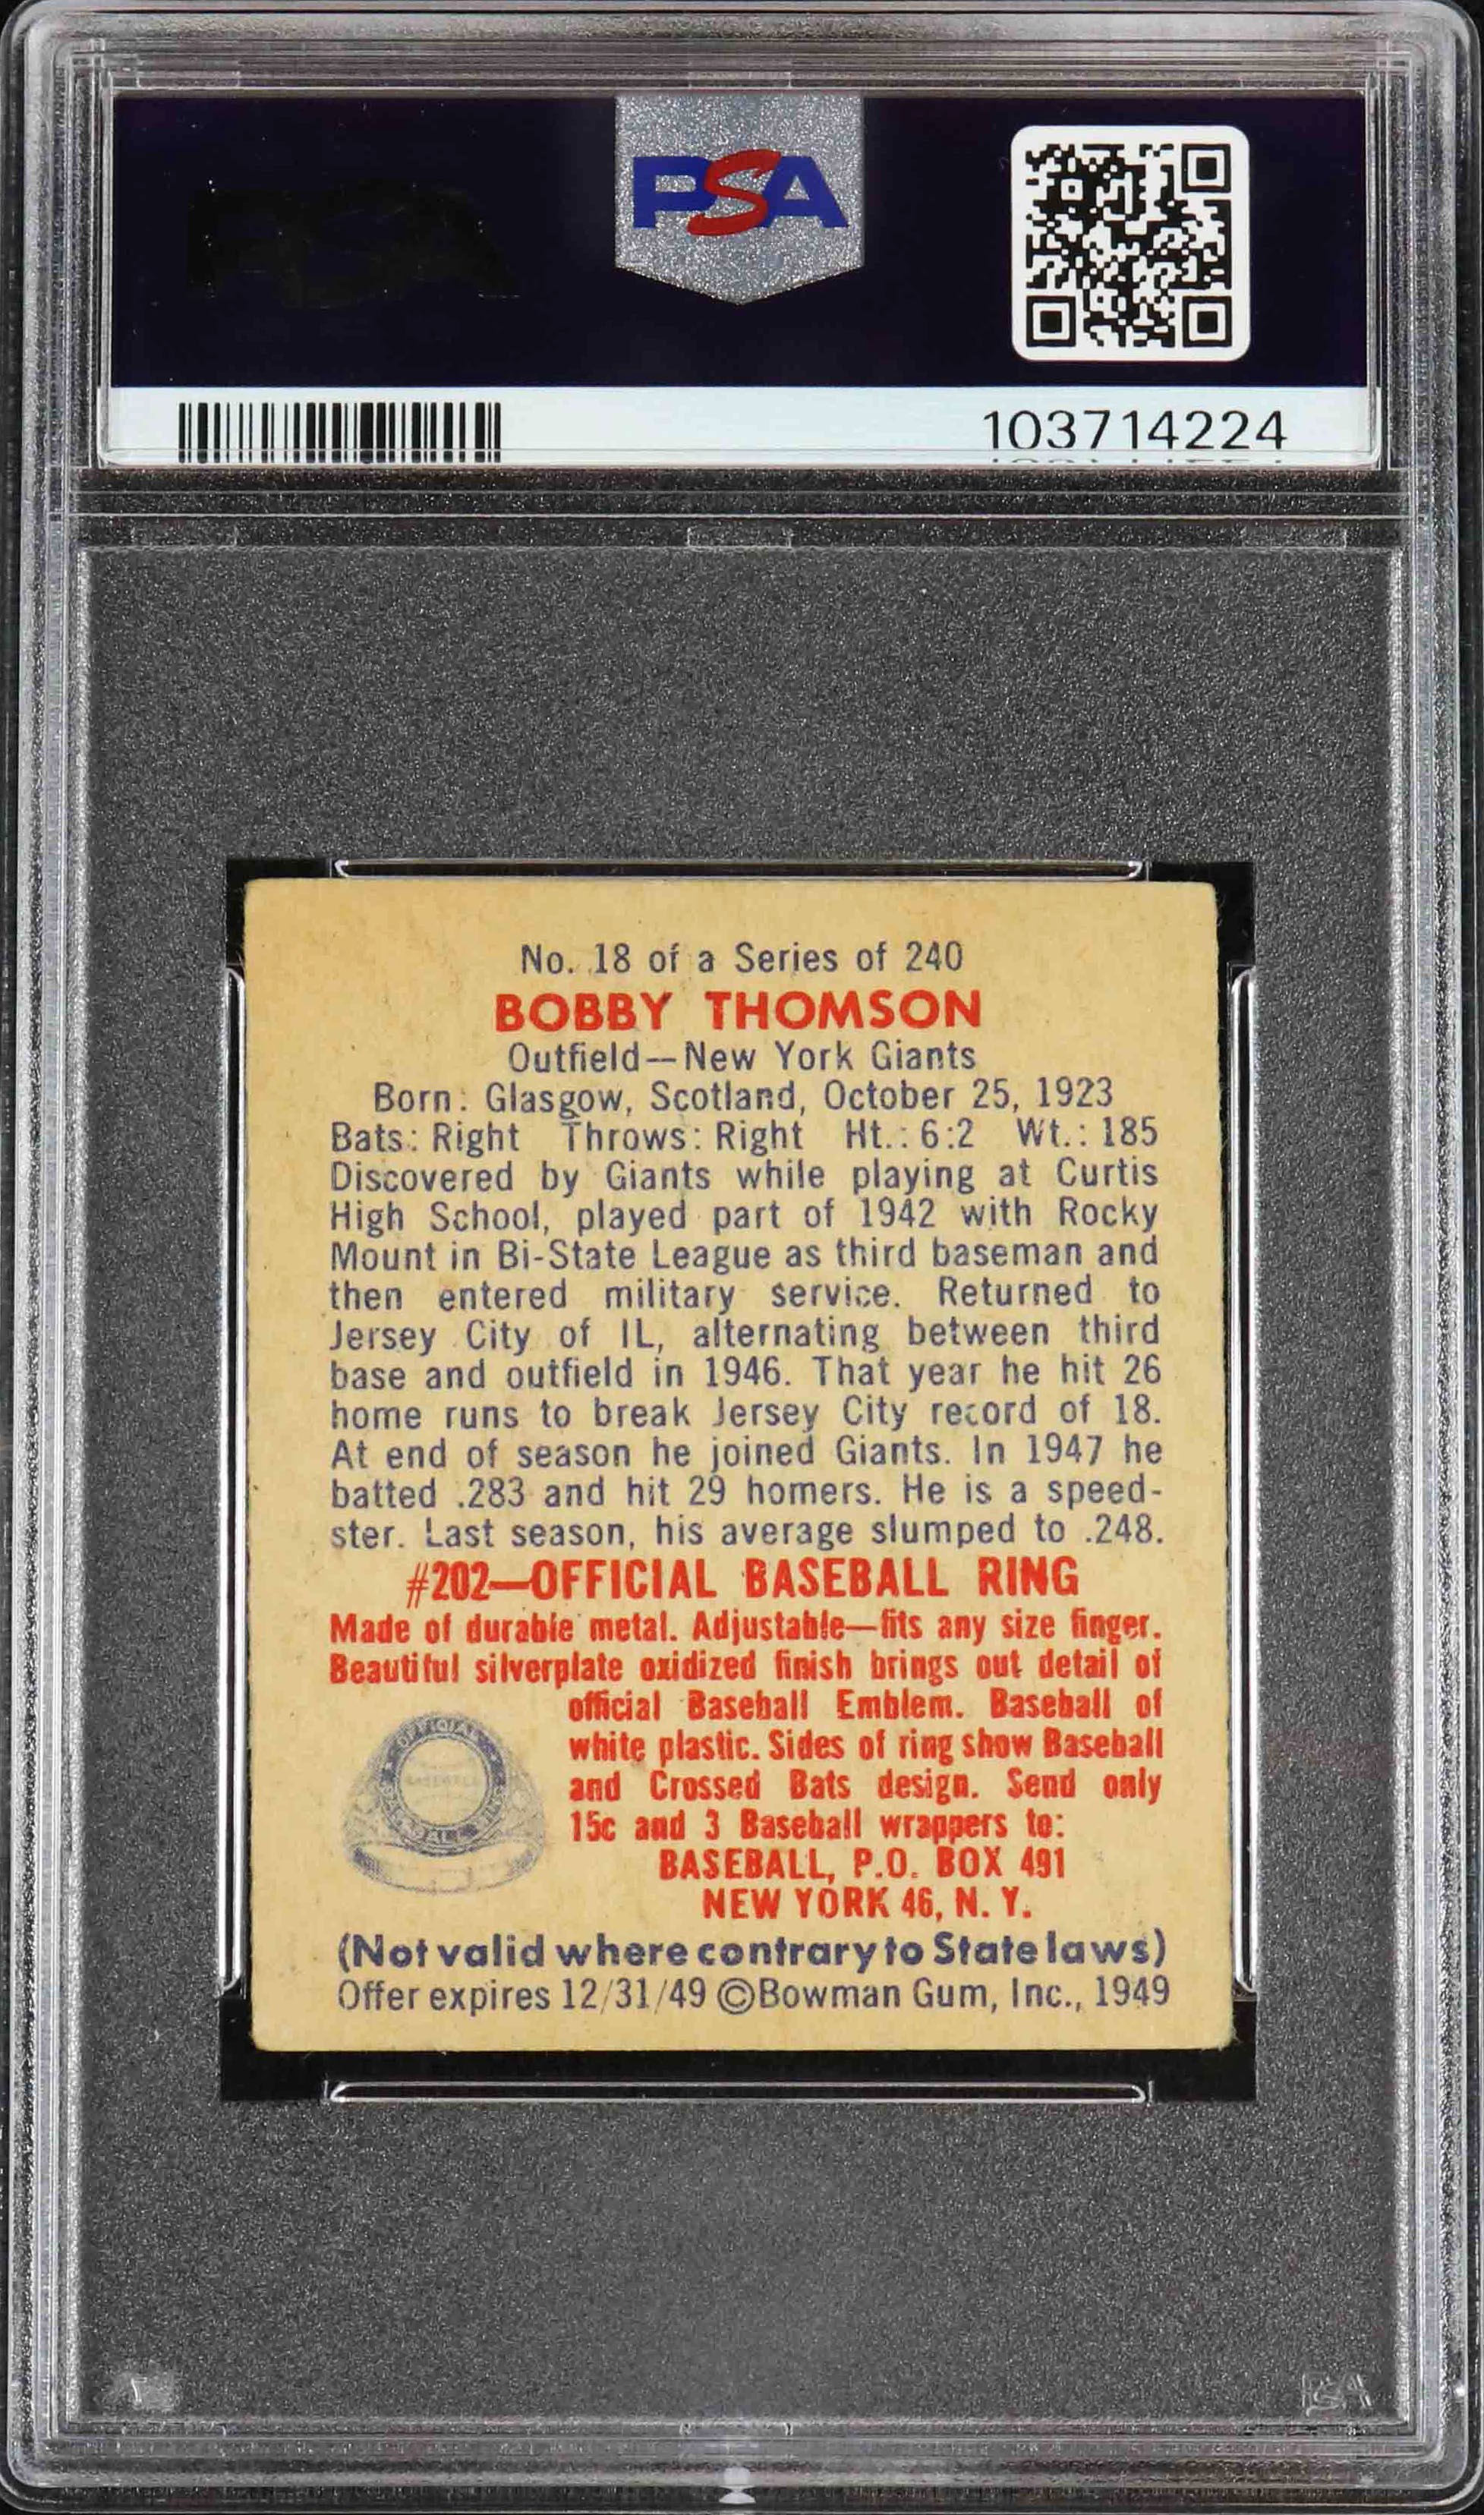 PSA
103714224
No. 18 of a Series of 240
BOBBY THOMSON
Outfield—New York Giants
Born: Glasgow, Scotland, October 25, 1923
Bats: Right Throws: Right Ht.: 6:2 Wt.: 185
Discovered by Giants while playing at Curtis
High School, played part of 1942 with Rocky
Mount in Bi-State League as third baseman and
then entered military service. Returned to
Jersey City of IL, alternating between third
base and outfield in 1946. That year he hit 26
home runs to break Jersey City record of 18.
At end of season he joined Giants. In 1947 he
batted .283 and hit 29 homers. He is a speed-
ster. Last season, his average slumped to .248.
#202—OFFICIAL BASEBALL RING
Made of durable metal. Adjustable—fits any size finger.
Beautiful silverplate oxidized finish brings out detail of
official Baseball Emblem. Baseball of
white plastic. Sides of ring show Baseball
and Crossed Bats design. Send only
15c and 3 Baseball wrappers to:
BASEBALL, P.O. BOX 491
NEW YORK 46, N. Y.
OFFICIAL
(Not valid where contrary to State laws)
Offer expires 12/31/49 ©Bowman Gum, Inc., 1949